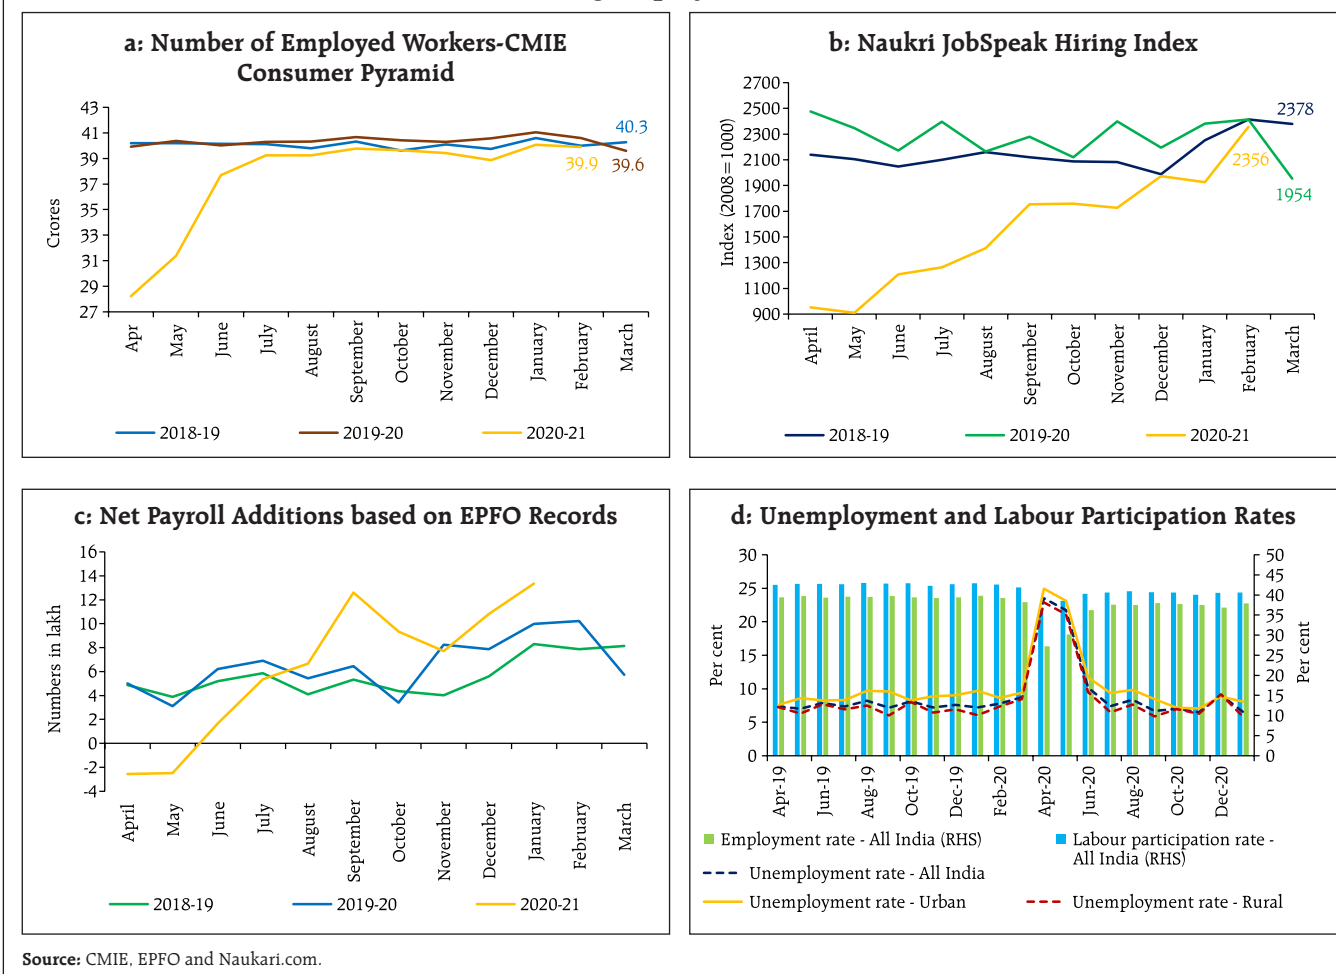 a: Number of Employed Workers-CMIE
Consumer Pyramid
43
41
39
37
35
33
31
29
27
Crores
40.3
39.9
39.6
Apr
May
June
July
August
September
October
November
December
January
February
March
2018-19
2019-20
2020-21
b: Naukri JobSpeak Hiring Index
2700
2500
2300
2100
1900
1700
1500
1300
1100
900
Index (2008=1000)
2378
2356
1954
April
May
June
July
August
September
October
November
December
January
February
March
2018-19
2019-20
2020-21
c: Net Payroll Additions based on EPFO Records
16
14
12
10
8
6
4
2
0
-2
-4
Numbers in lakh
April
May
June
July
August
September
October
November
December
January
February
March
2018-19
2019-20
2020-21
d: Unemployment and Labour Participation Rates
30
25
20
15
10
5
0
Per cent
50
45
40
35
30
25
20
15
10
5
0
Per cent
Apr-19
Jun-19
Aug-19
Oct-19
Dec-19
Feb-20
Apr-20
Jun-20
Aug-20
Oct-20
Dec-20
Employment rate - All India (RHS)
Labour participation rate -
All India (RHS)
Unemployment rate - All India
Unemployment rate - Urban
Unemployment rate - Rural
Source: CMIE, EPFO and Naukari.com.